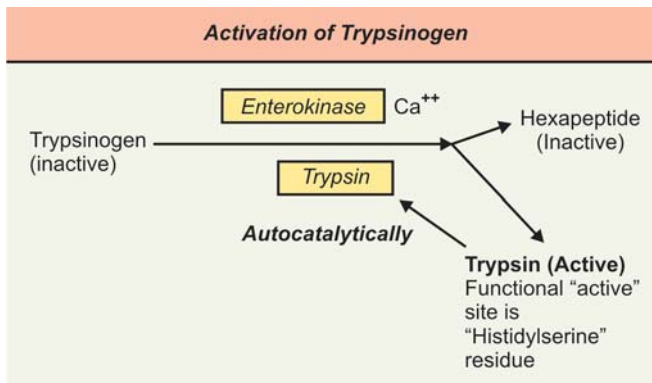 Activation of Trypsinogen
Enterokinase Ca++
Trypsinogen
(inactive)
Hexapeptide
(Inactive)
Trypsin
Autocatalytically
Trypsin (Active)
Functional “active”
site is
“Histidylserine”
residue